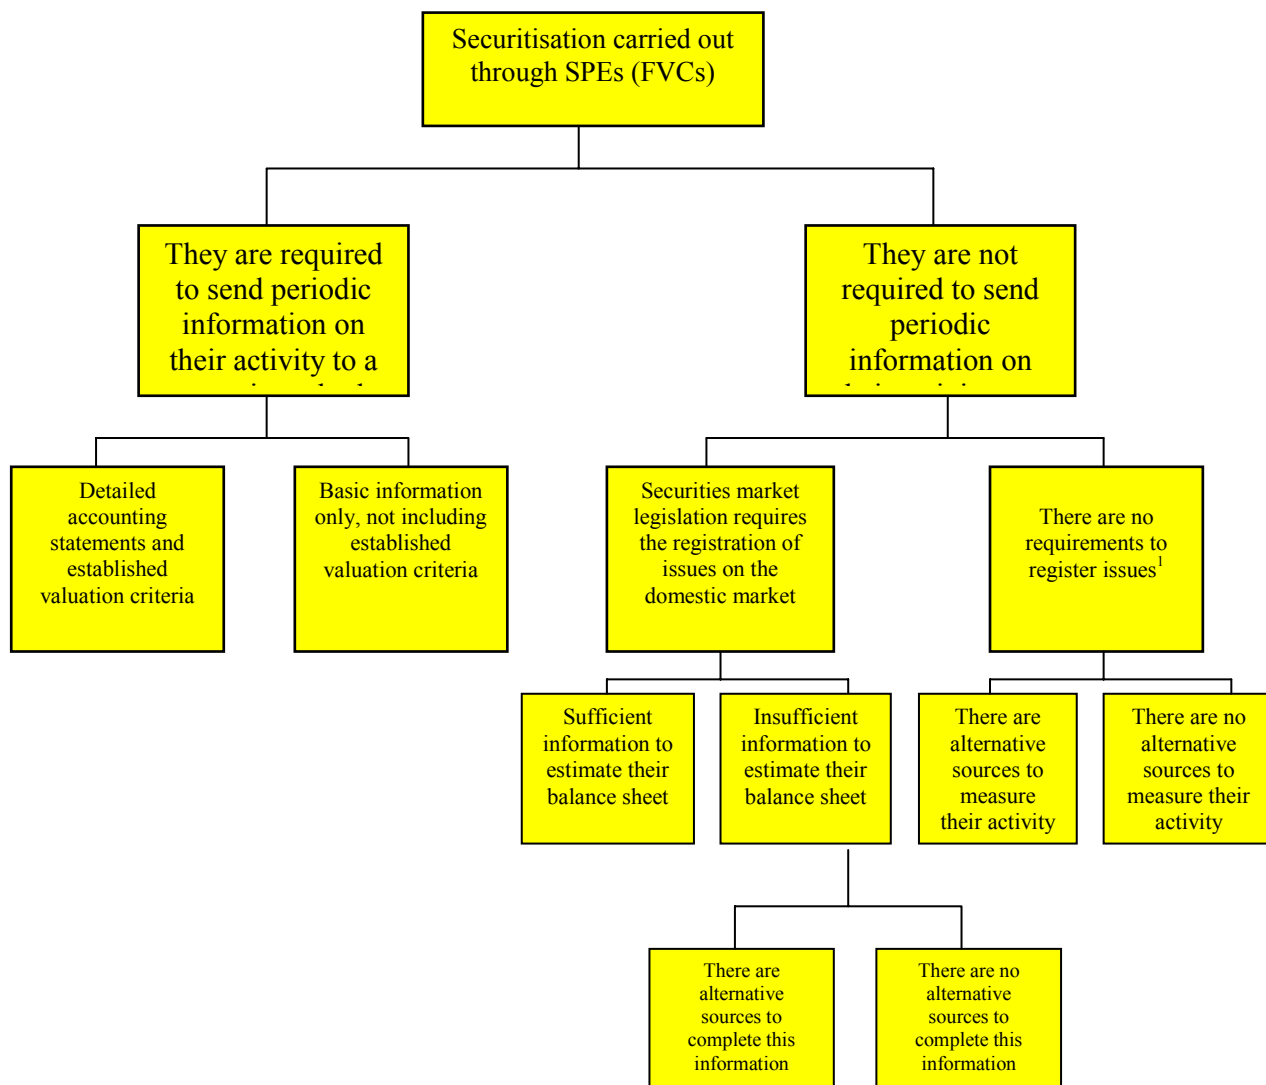 Securitisation carried out
through SPEs (FVCs)
They are required
to send periodic
information on
their activity to a
They are not
required to send
periodic
information on
Detailed
accounting
statements and
established
valuation criteria
Basic information
only, not including
established
valuation criteria
Securities market
legislation requires
the registration of
issues on the
domestic market
There are no
requirements to
register issues¹
Sufficient
information to
estimate their
balance sheet
Insufficient
information to
estimate their
balance sheet
There are
alternative
sources to
measure
their activity
There are no
alternative
sources to
measure their
activity
There are
alternative
sources to
complete this
information
There are no
alternative
sources to
complete this
information